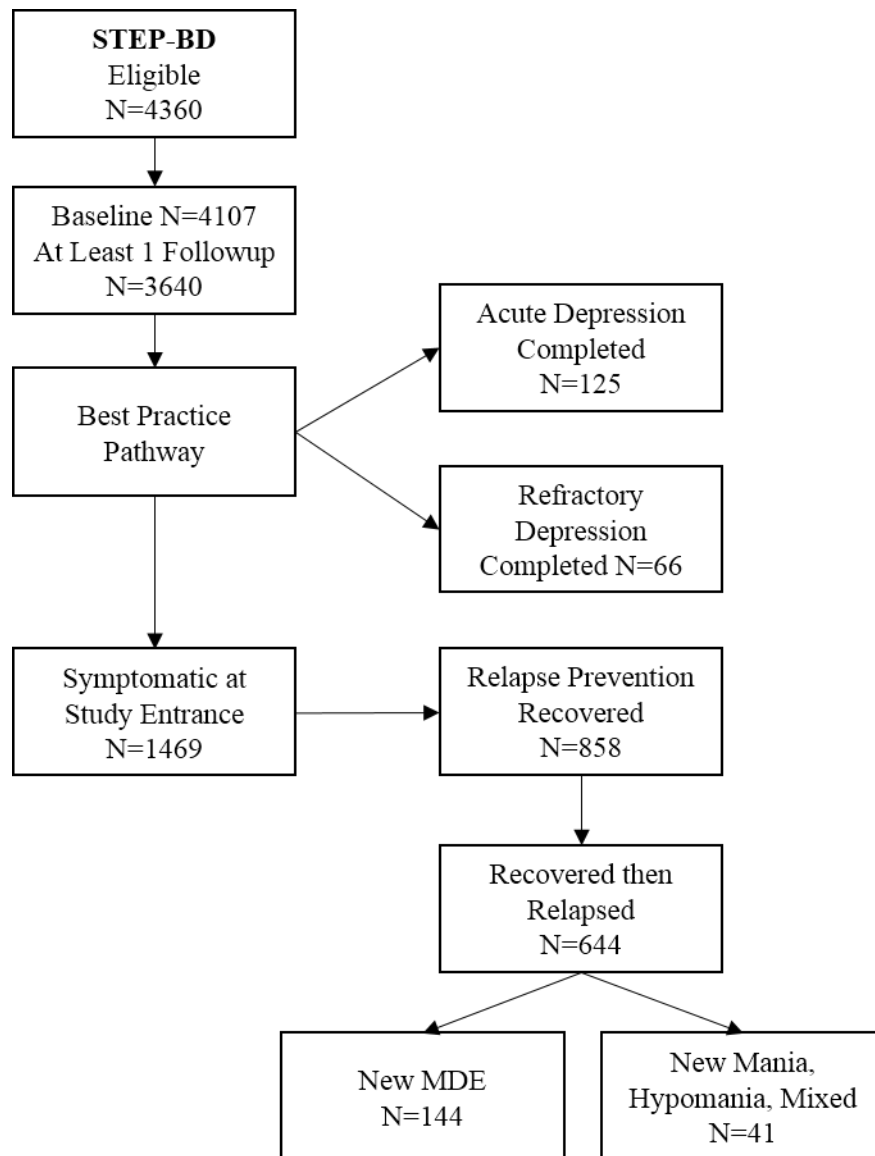 STEP-BD
Eligible
N=4360
Baseline N=4107
At Least 1 Followup
N=3640
Acute Depression
Completed
N=125
Best Practice
Pathway
Refractory
Depression
Completed N=66
Symptomatic at
Study Entrance
N=1469
Relapse Prevention
Recovered
N=858
Recovered then
Relapsed
N=644
New MDE
N=144
New Mania,
Hypomania, Mixed
N=41